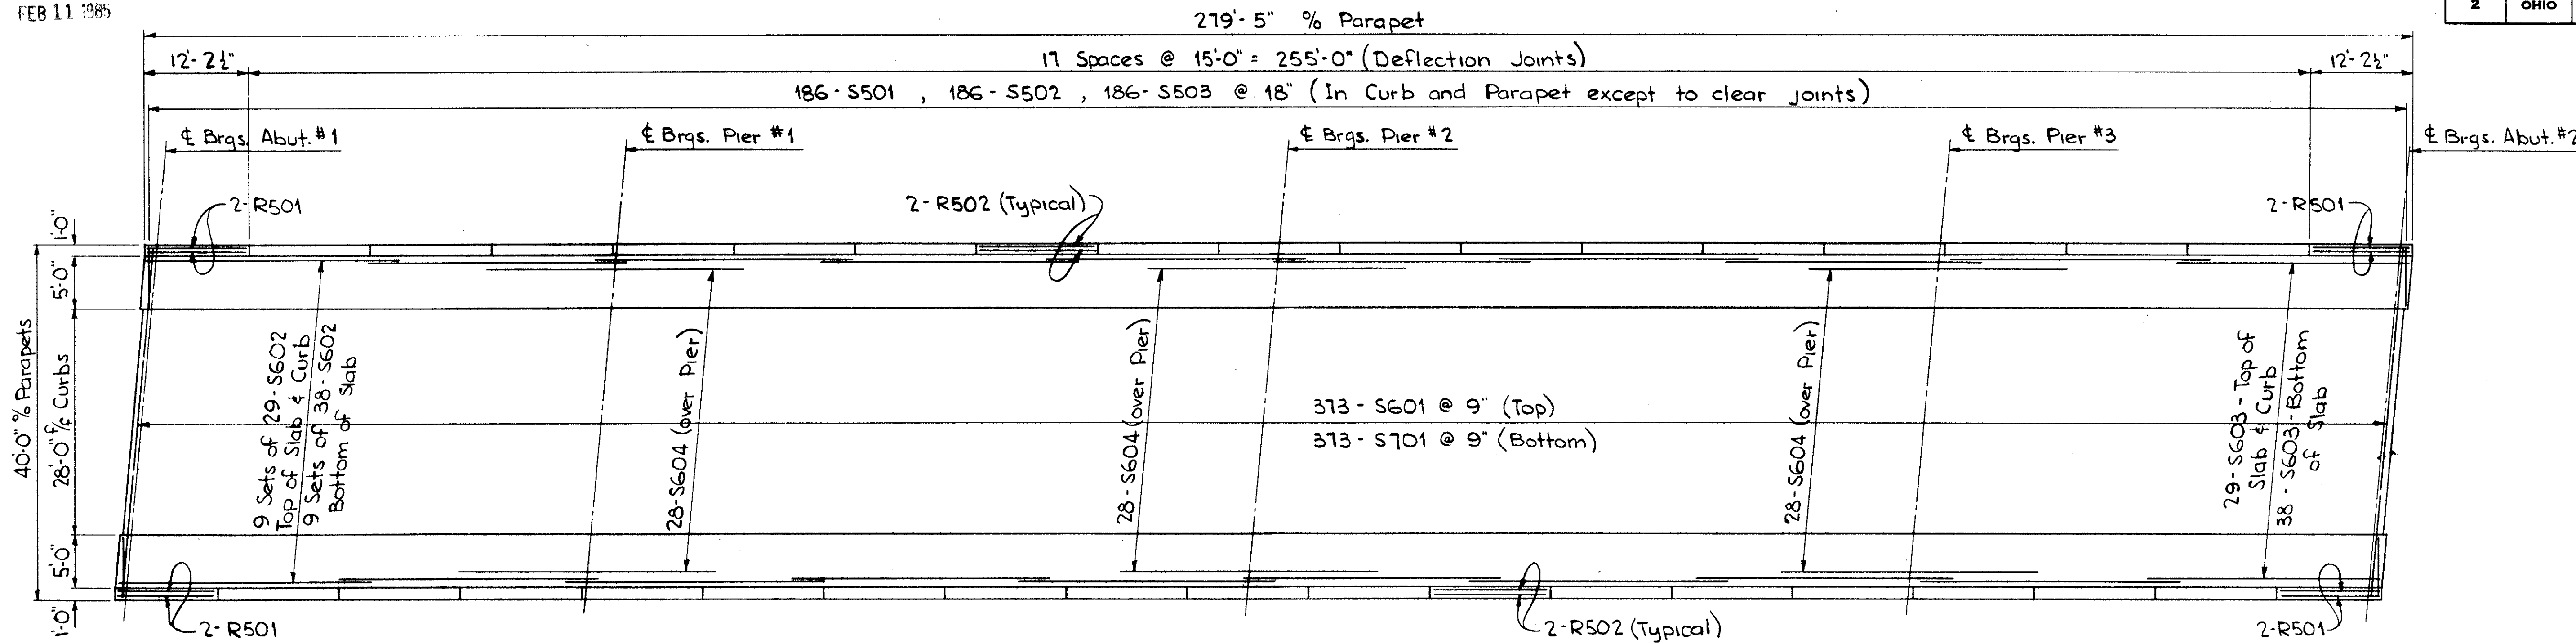 FEB 11 1985
2 OHIO
279'-5" % Parapet
12'-2½"
17 Spaces @ 15'-0" = 255'-0" (Deflection Joints)
12'-2½"
186-S501 , 186-S502 , 186-S503 @ 18" (In Curb and Parapet except to clear joints)
℄ Brgs. Abut. #1
℄ Brgs. Pier #1
℄ Brgs. Pier #2
℄ Brgs. Pier #3
℄ Brgs. Abut. #2
2-R501
2-R502 (Typical)
2-R501
1'-0"
5'-0"
40'-0" % Parapets
28'-0" f/f Curbs
5'-0"
1'-0"
9 Sets of 29-S602
Top of Slab & Curb
9 Sets of 38-S602
Bottom of Slab
28-S604 (over Pier)
28-S604 (over Pier)
373-S601 @ 9" (Top)
373-S701 @ 9" (Bottom)
28-S604 (over Pier)
29-S603-Top of
Slab & Curb
38-S603-Bottom
of Slab
2-R501
2-R502 (Typical)
2-R501